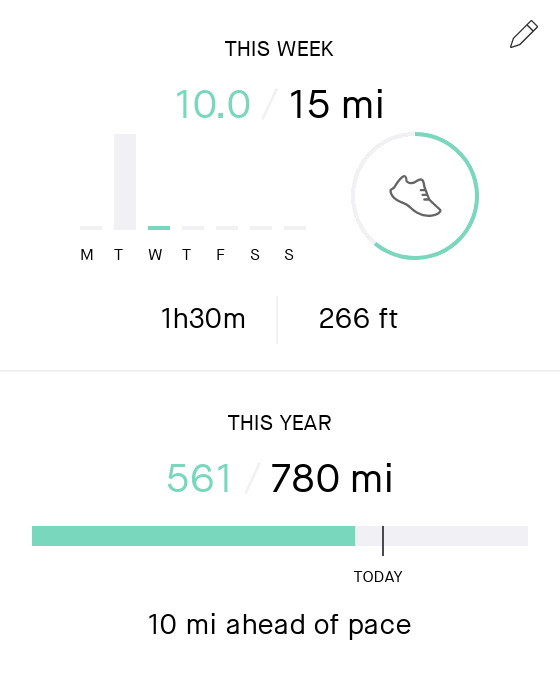 THIS WEEK
10.0 / 15 mi
M T W T F S S
1h30m 266 ft
THIS YEAR
561 / 780 mi
TODAY
10 mi ahead of pace